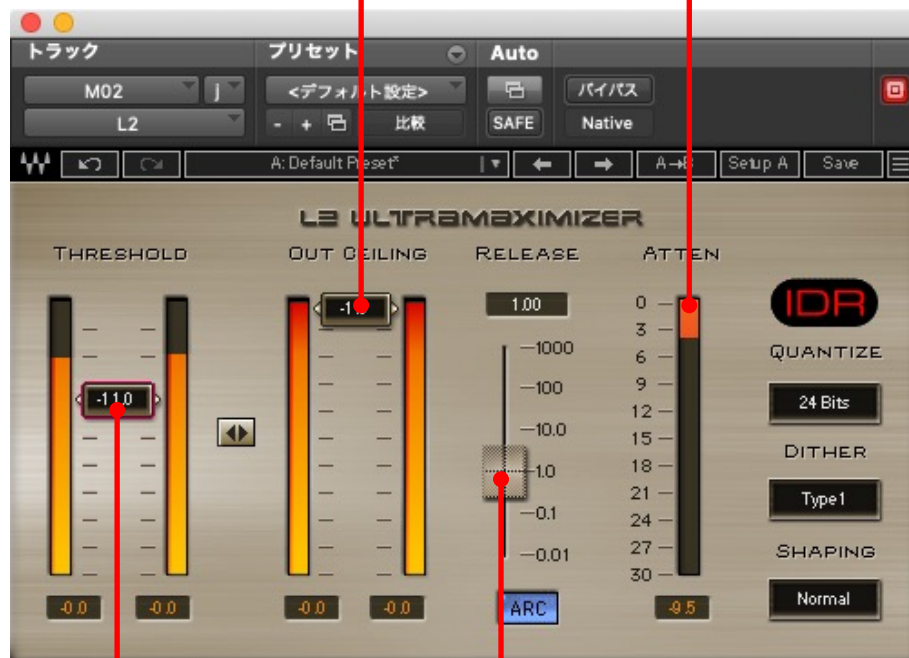 トラック プリセット Auto
M02 j <デフォルト設定> バイパス
L2 - + 比較 SAFE Native
A: Default Preset* A→B Setup A Save
L2 ULTRAMAXIMIZER
THRESHOLD OUT CEILING RELEASE ATTEN
1.00 0 IDR
3
-11.0 1000 6 QUANTIZE
100 9 24 Bits
12
10.0 15 DITHER
1.0 18
21 Type1
0.1 24
0.01 27 SHAPING
30
-0.0 -0.0 -0.0 -0.0 ARC -9.5 Normal